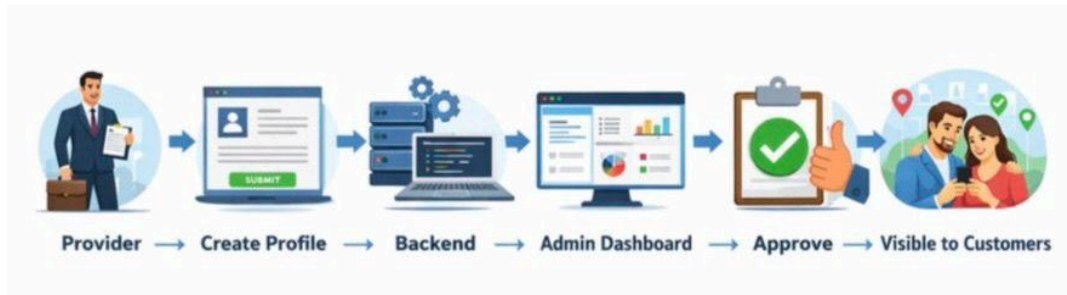 SUBMIT
Provider → Create Profile → Backend → Admin Dashboard → Approve → Visible to Customers